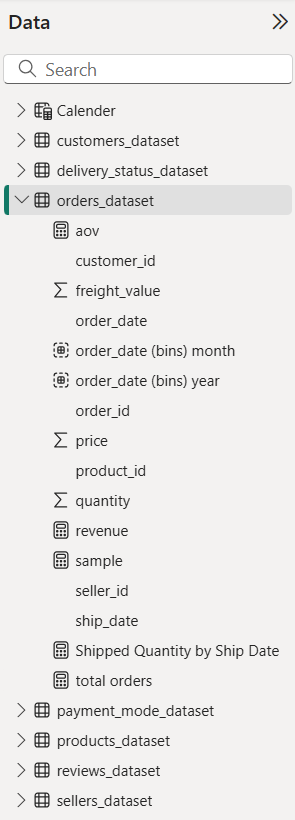 Data
Search
Calender
customers_dataset
delivery_status_dataset
orders_dataset
aov
customer_id
freight_value
order_date
order_date (bins) month
order_date (bins) year
order_id
price
product_id
quantity
revenue
sample
seller_id
ship_date
Shipped Quantity by Ship Date
total orders
payment_mode_dataset
products_dataset
reviews_dataset
sellers_dataset